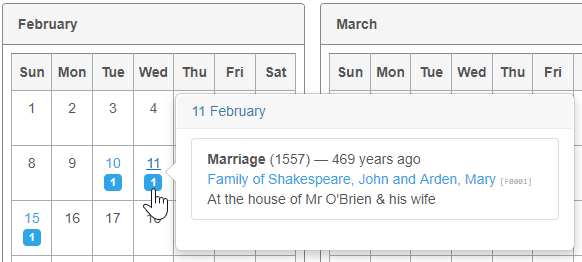 February
March
Sun Mon Tue Wed Thu Fri Sat
Sun Mon Tue Wed Thu Fri
1 2 3 4
11 February
8 9 10 11
1 1
Marriage (1557) — 469 years ago
Family of Shakespeare, John and Arden, Mary [F0001]
At the house of Mr O'Brien & his wife
15 16 17
1